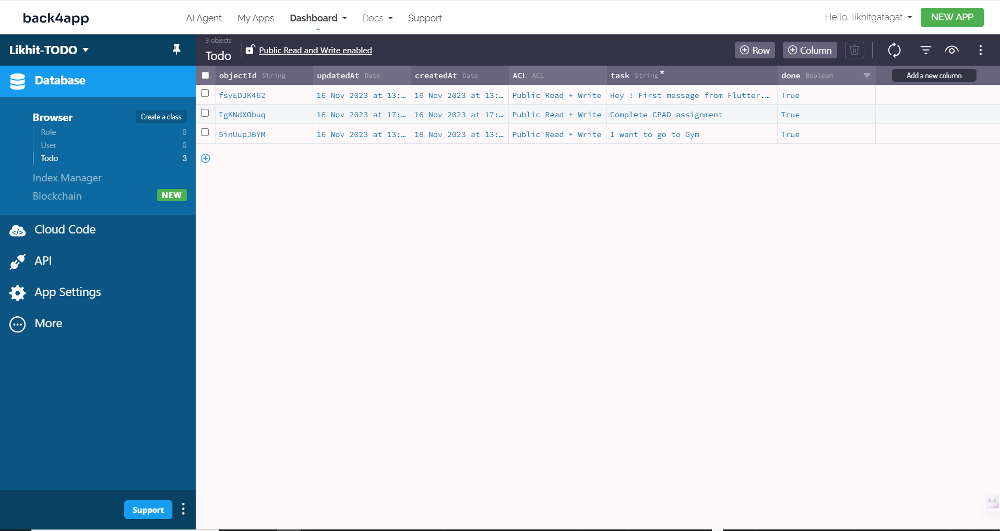 back4app
AI Agent My Apps Dashboard Docs Support
Hello, likhitgatagat NEW APP
Likhit-TODO
Database
Browser Create a class
Role 0
User 0
Todo 3
Index Manager
Blockchain NEW
Cloud Code
API
App Settings
More
Support
3 objects
Todo Public Read and Write enabled
Row Column
objectId String updatedAt Date createdAt Date ACL ACL task String * done Boolean Add a new column
fsvEDJK462 16 Nov 2023 at 13:… 16 Nov 2023 at 13:… Public Read + Write Hey ! First message from Flutter.… True
IgKNdXObuq 16 Nov 2023 at 17:… 16 Nov 2023 at 17:… Public Read + Write Complete CPAD assignment True
5inUupJBYM 16 Nov 2023 at 13:… 16 Nov 2023 at 13:… Public Read + Write I want to go to Gym True